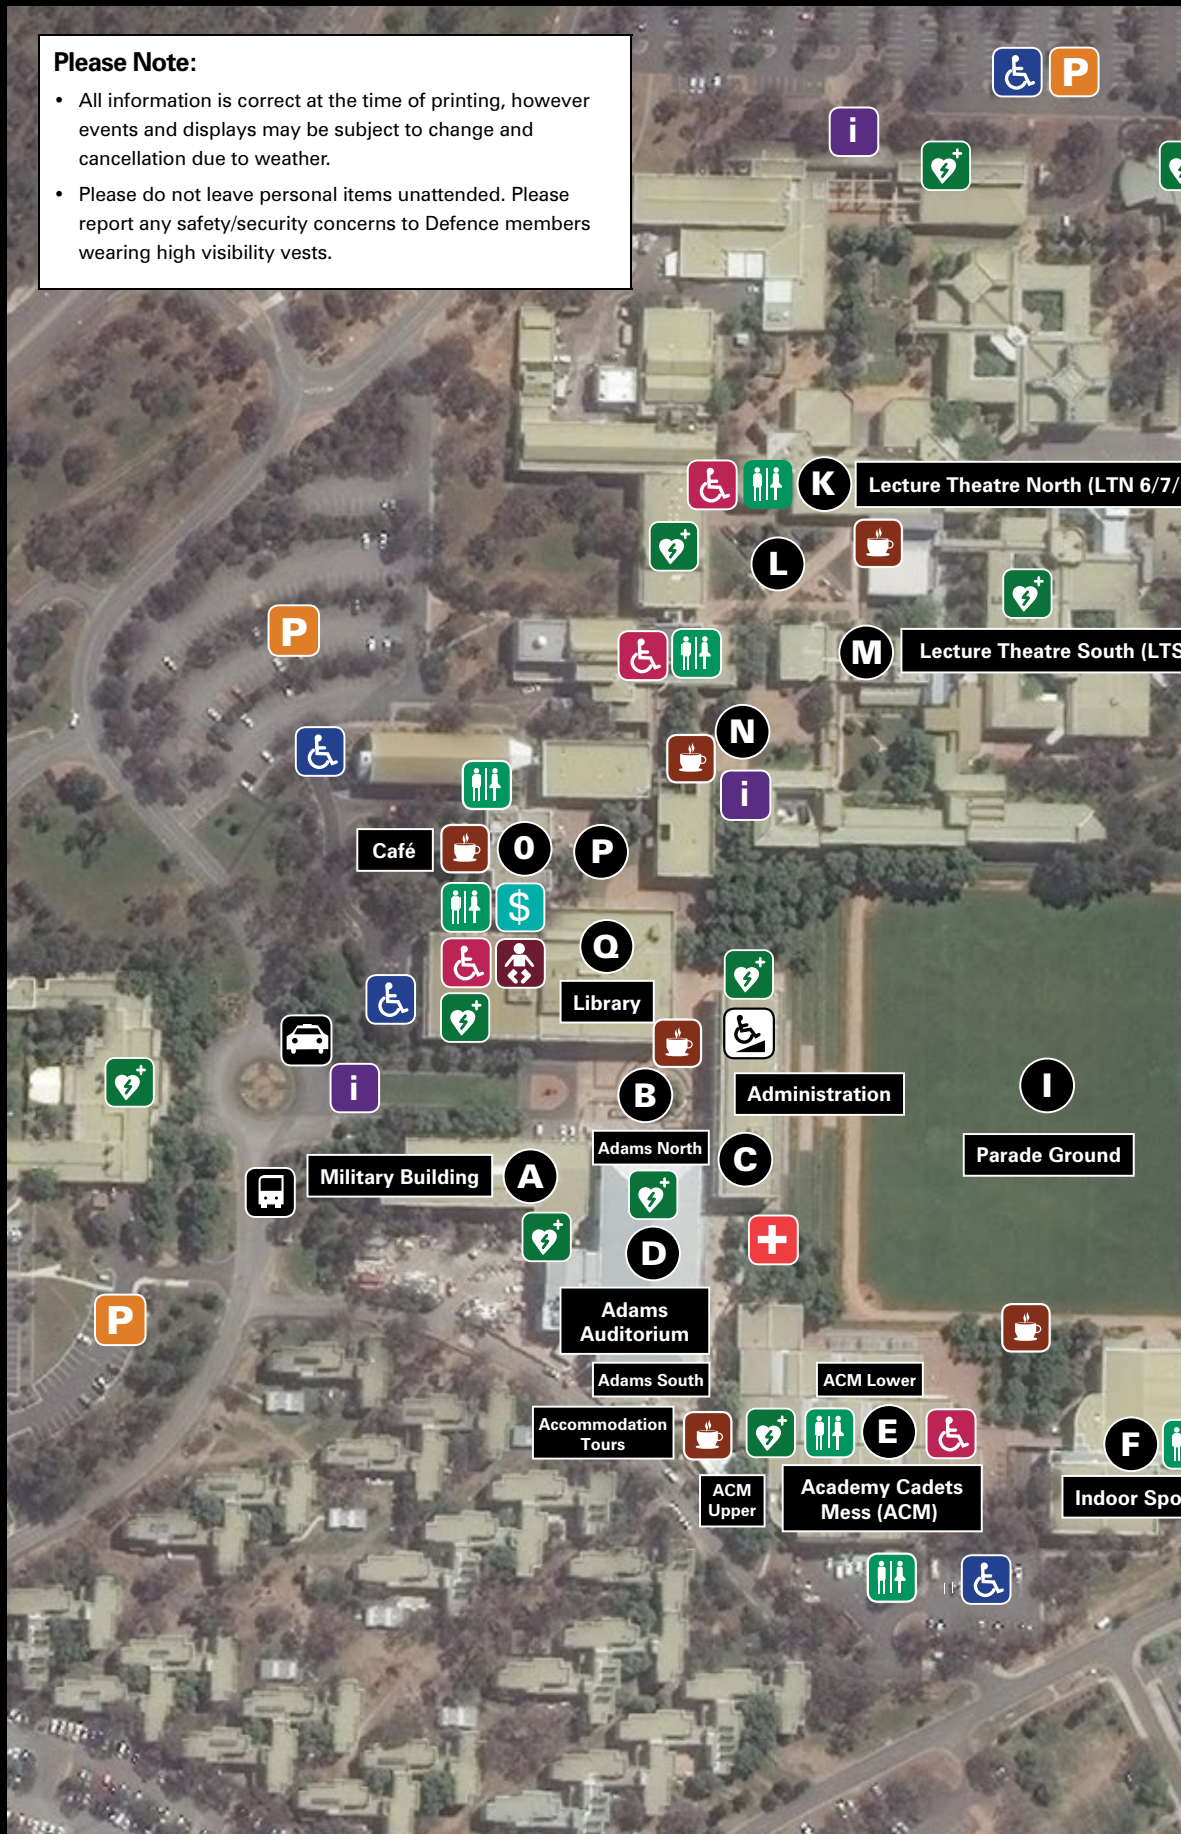 Please Note:
• All information is correct at the time of printing, however
events and displays may be subject to change and
cancellation due to weather.
• Please do not leave personal items unattended. Please
report any safety/security concerns to Defence members
wearing high visibility vests.
P
i
K
Lecture Theatre North (LTN 6/7/
L
P
M
Lecture Theatre South (LTS
N
i
Café
O
P
$
Q
Library
i
B
Administration
I
Adams North
Parade Ground
Military Building
A
C
D
P
Adams
Auditorium
Adams South
ACM Lower
Accommodation
Tours
E
F
ACM
Upper
Academy Cadets
Mess (ACM)
Indoor Spo